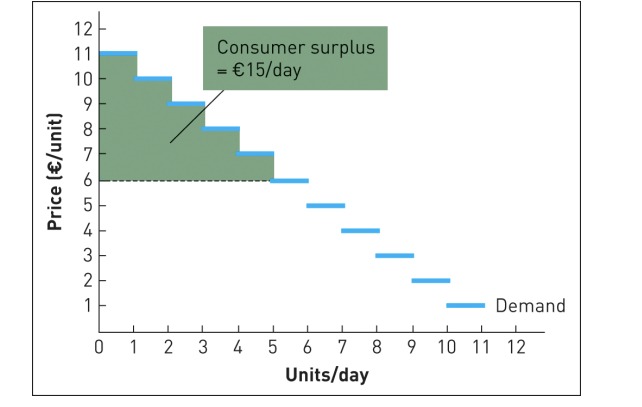 12
11
10
9
8
7
6
5
4
3
2
1
Price (€/unit)
Consumer surplus
= €15/day
Demand
0 1 2 3 4 5 6 7 8 9 10 11 12
Units/day